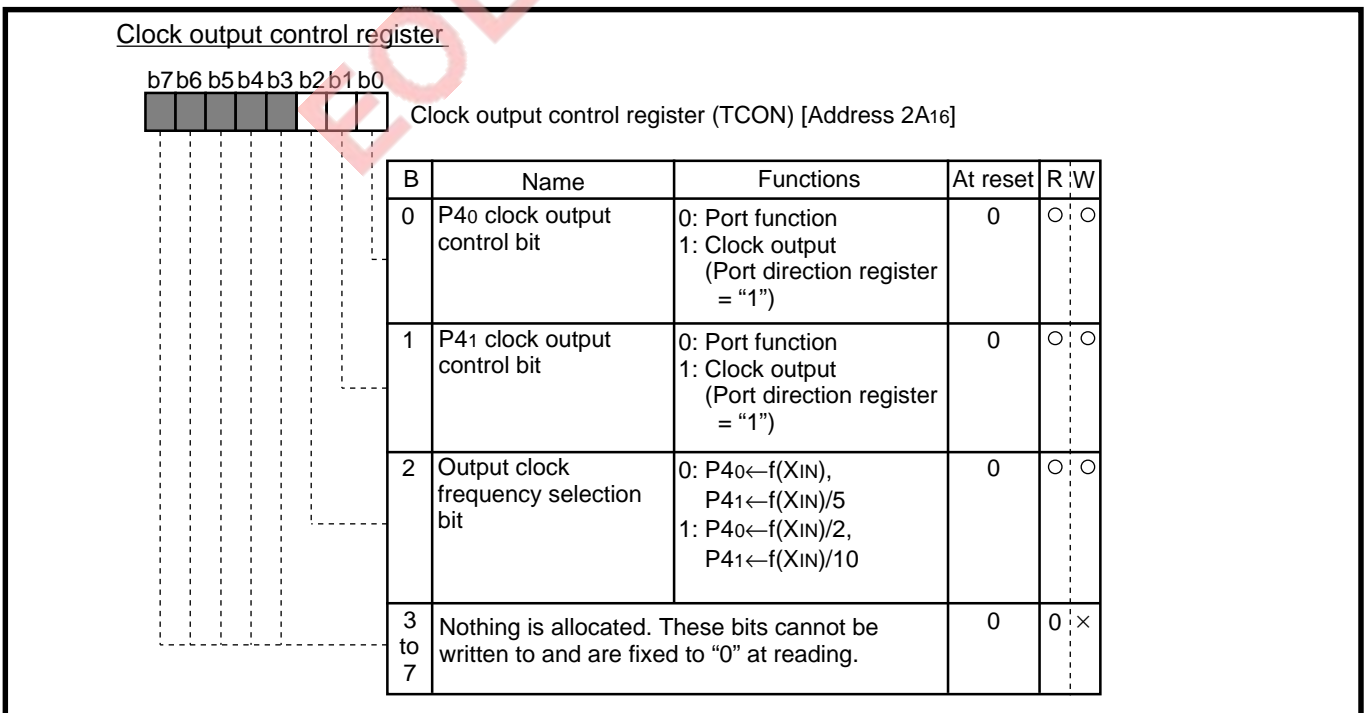 EOL
Clock output control register
b7 b6 b5 b4 b3 b2 b1 b0
Clock output control register (TCON) [Address 2A16]
B Name Functions At reset R W
0 P40 clock output control bit 0: Port function 0 ○ ○
1: Clock output
(Port direction register
= “1”)
1 P41 clock output control bit 0: Port function 0 ○ ○
1: Clock output
(Port direction register
= “1”)
2 Output clock frequency selection bit 0: P40←f(XIN), 0 ○ ○
P41←f(XIN)/5
1: P40←f(XIN)/2,
P41←f(XIN)/10
3 to 7 Nothing is allocated. These bits cannot be 0 0 ×
written to and are fixed to “0” at reading.